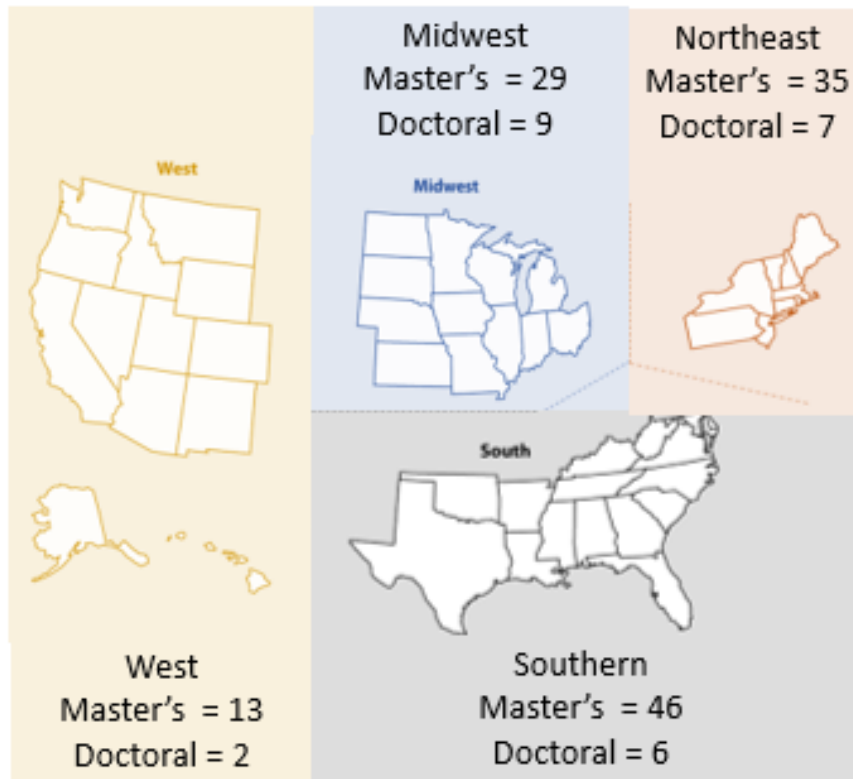 Midwest
Master's = 29
Doctoral = 9
Northeast
Master's = 35
Doctoral = 7
West
Midwest
South
West
Master's = 13
Doctoral = 2
Southern
Master's = 46
Doctoral = 6